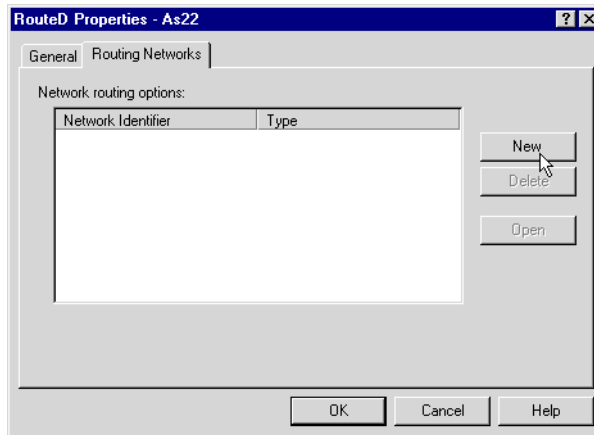 RouteD Properties - As22
General Routing Networks
Network routing options:
Network Identifier Type
New
Delete
Open
OK Cancel Help